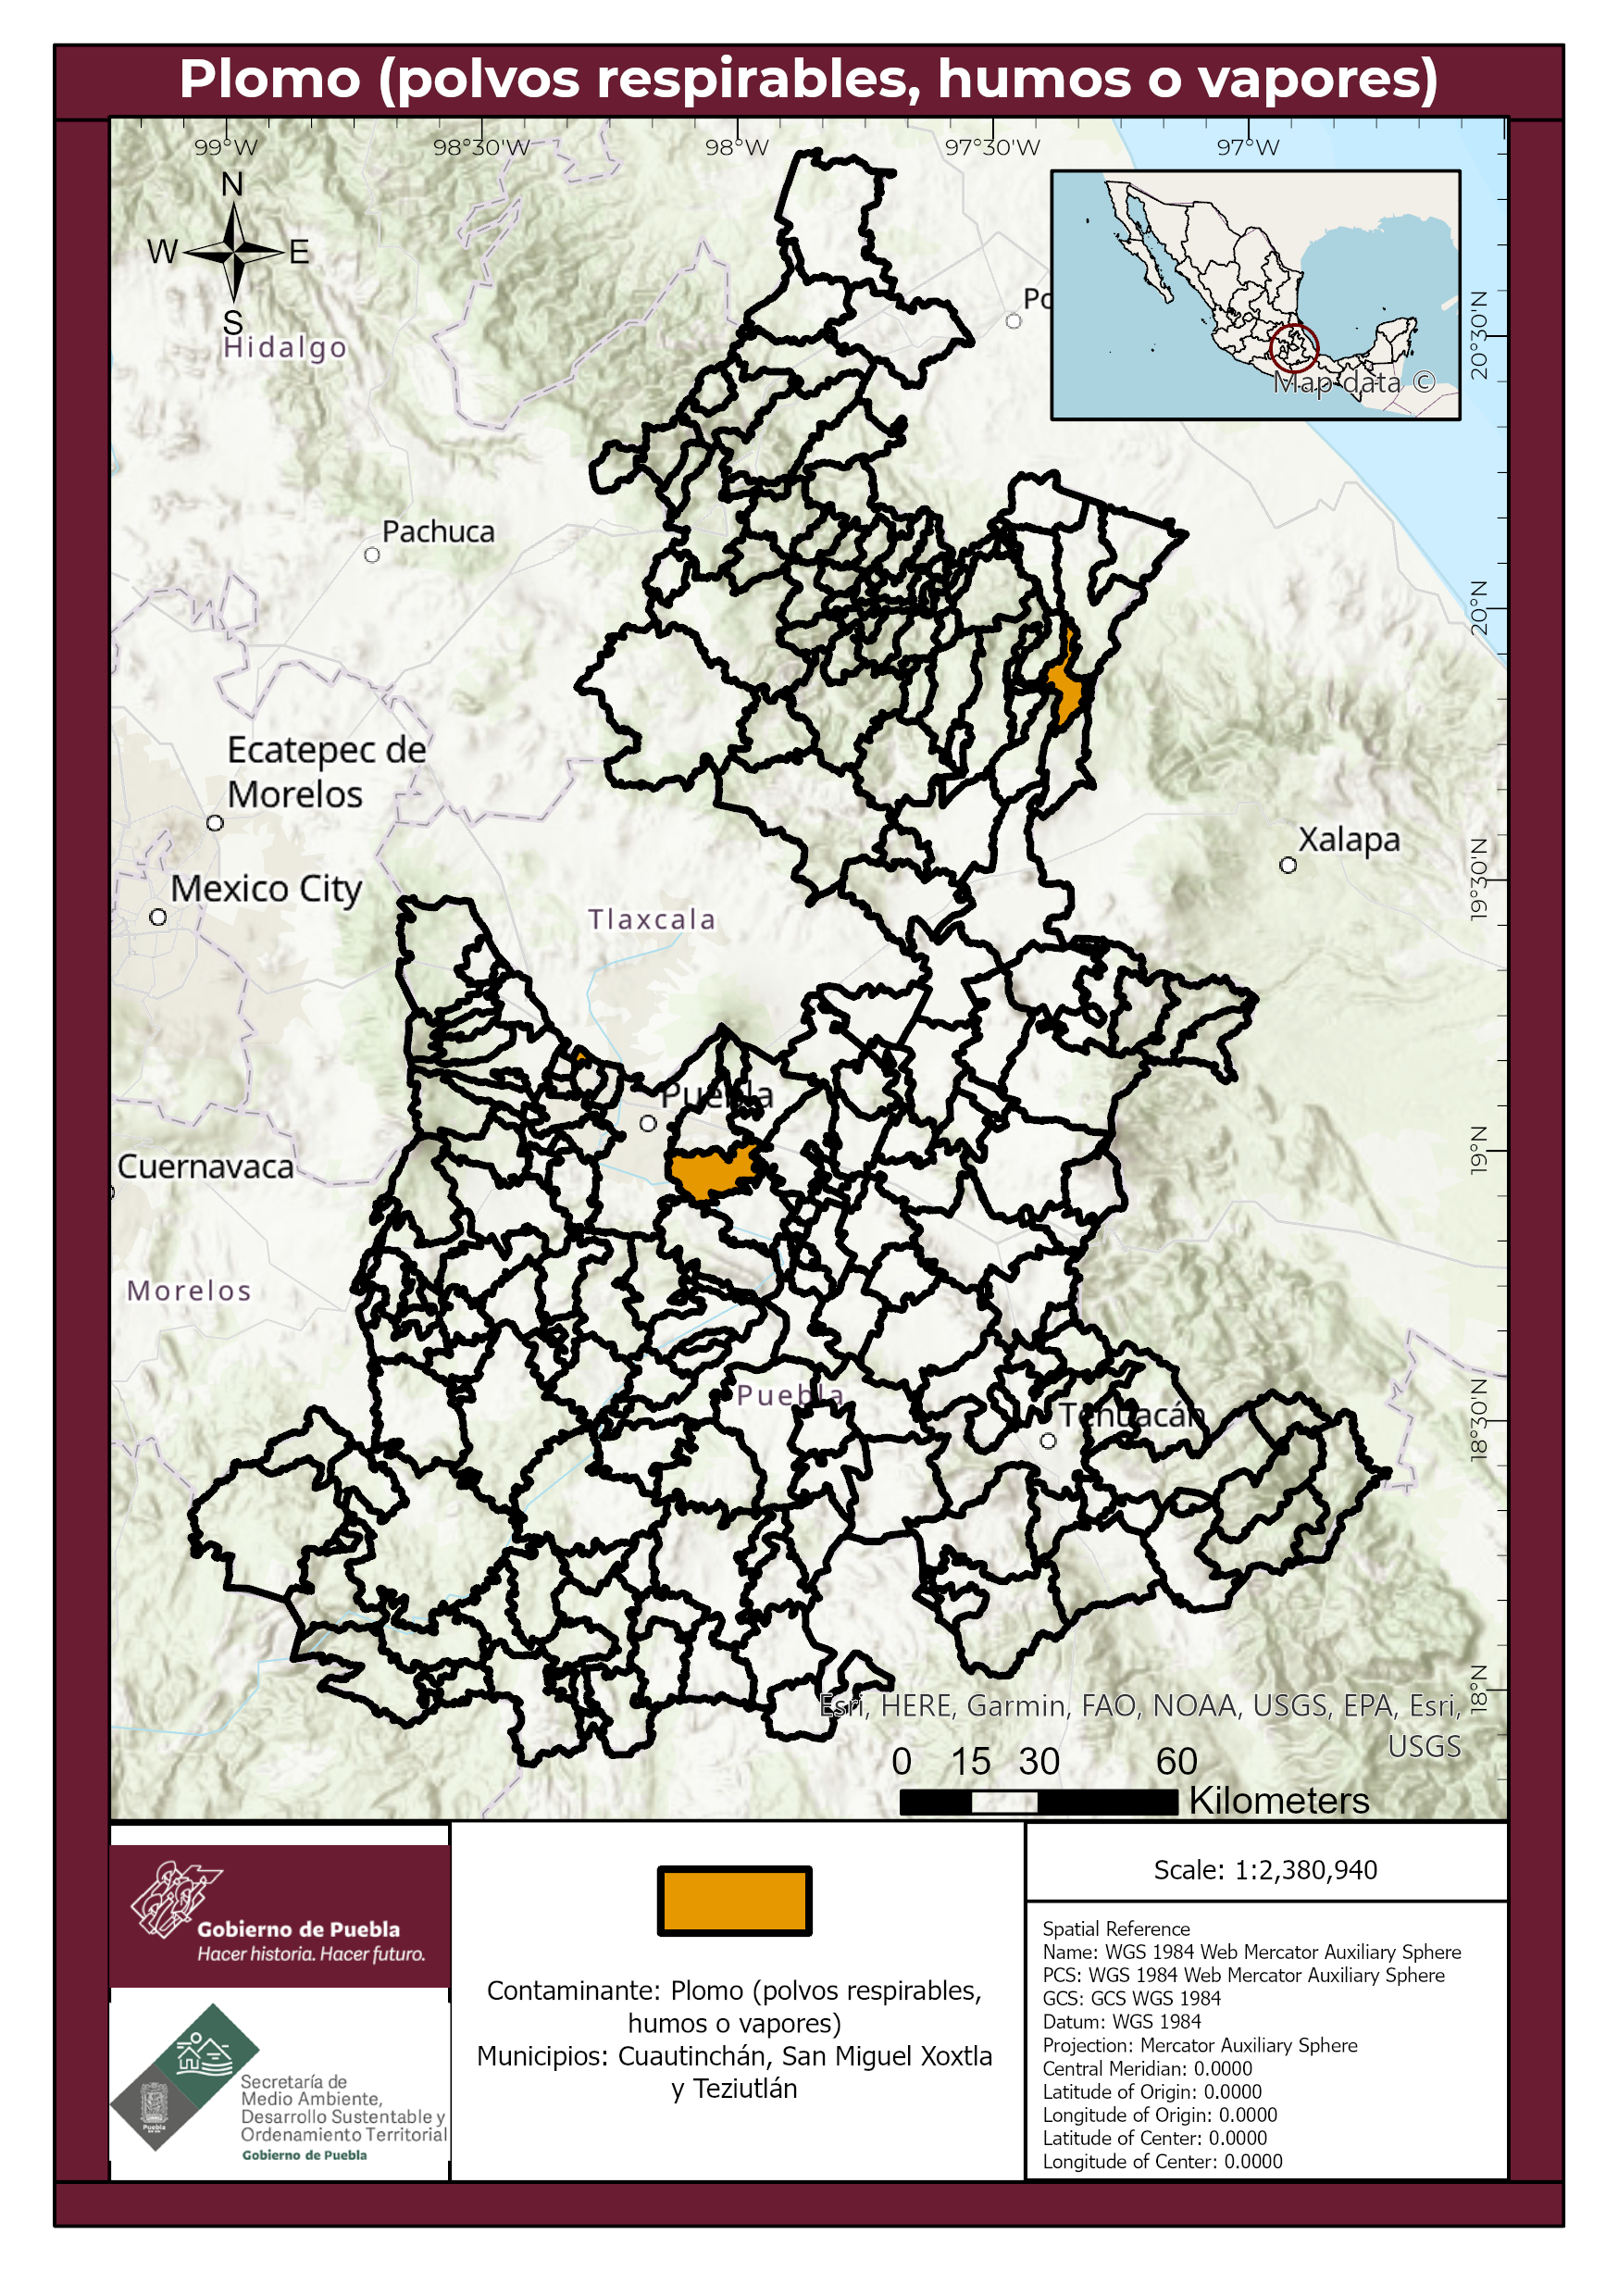 Plomo (polvos respirables, humos o vapores)
99°W
98°30'W
98°W
97°30'W
97°W
N
W
E
S
Hidalgo
Po
Map data ©
20°30'N
Pachuca
20°N
Ecatepec de
Morelos
Xalapa
19°30'N
Mexico City
Tlaxcala
Puebla
19°N
Cuernavaca
Morelos
Puebla
Tehuacán
18°30'N
18°N
Esri, HERE, Garmin, FAO, NOAA, USGS, EPA, Esri,
USGS
0 15 30 60
Kilometers
Gobierno de Puebla
Hacer historia. Hacer futuro.
Puebla
Secretaría de
Medio Ambiente,
Desarrollo Sustentable y
Ordenamiento Territorial
Gobierno de Puebla
Contaminante: Plomo (polvos respirables,
humos o vapores)
Municipios: Cuautinchán, San Miguel Xoxtla
y Teziutlán
Scale: 1:2,380,940
Spatial Reference
Name: WGS 1984 Web Mercator Auxiliary Sphere
PCS: WGS 1984 Web Mercator Auxiliary Sphere
GCS: GCS WGS 1984
Datum: WGS 1984
Projection: Mercator Auxiliary Sphere
Central Meridian: 0.0000
Latitude of Origin: 0.0000
Longitude of Origin: 0.0000
Latitude of Center: 0.0000
Longitude of Center: 0.0000